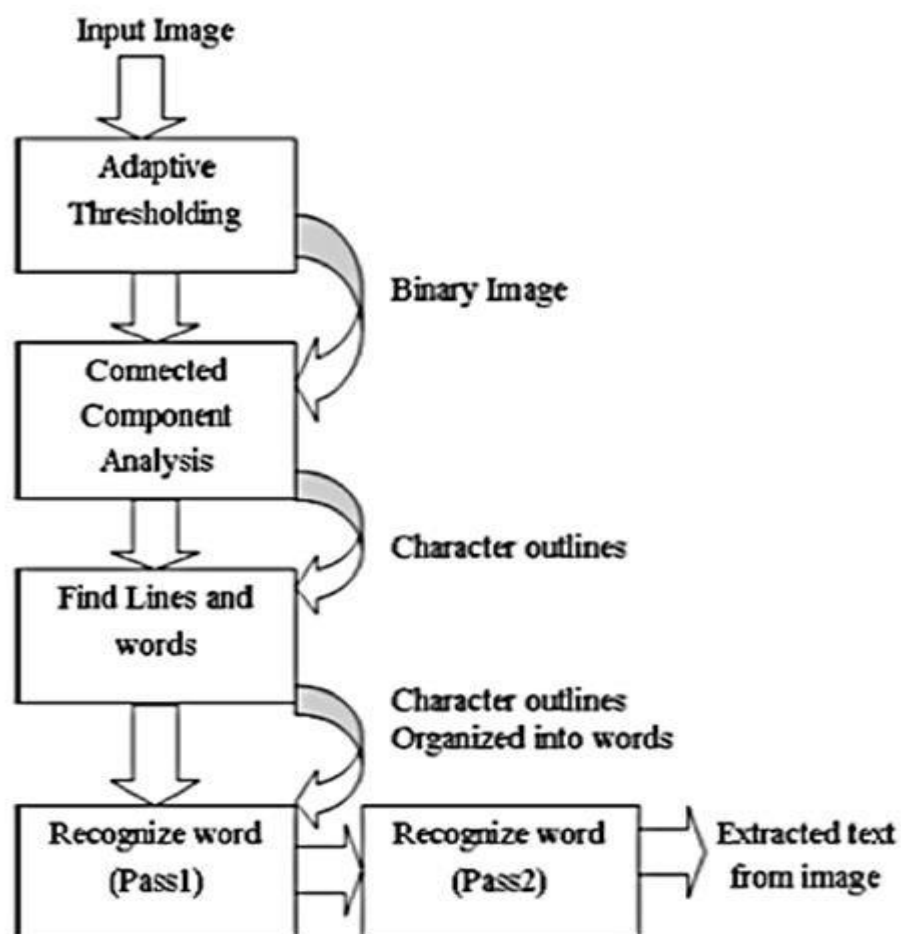 Input Image
Adaptive
Thresholding
Binary Image
Connected
Component
Analysis
Character outlines
Find Lines and
words
Character outlines
Organized into words
Recognize word
(Pass1)
Recognize word
(Pass2)
Extracted text
from image